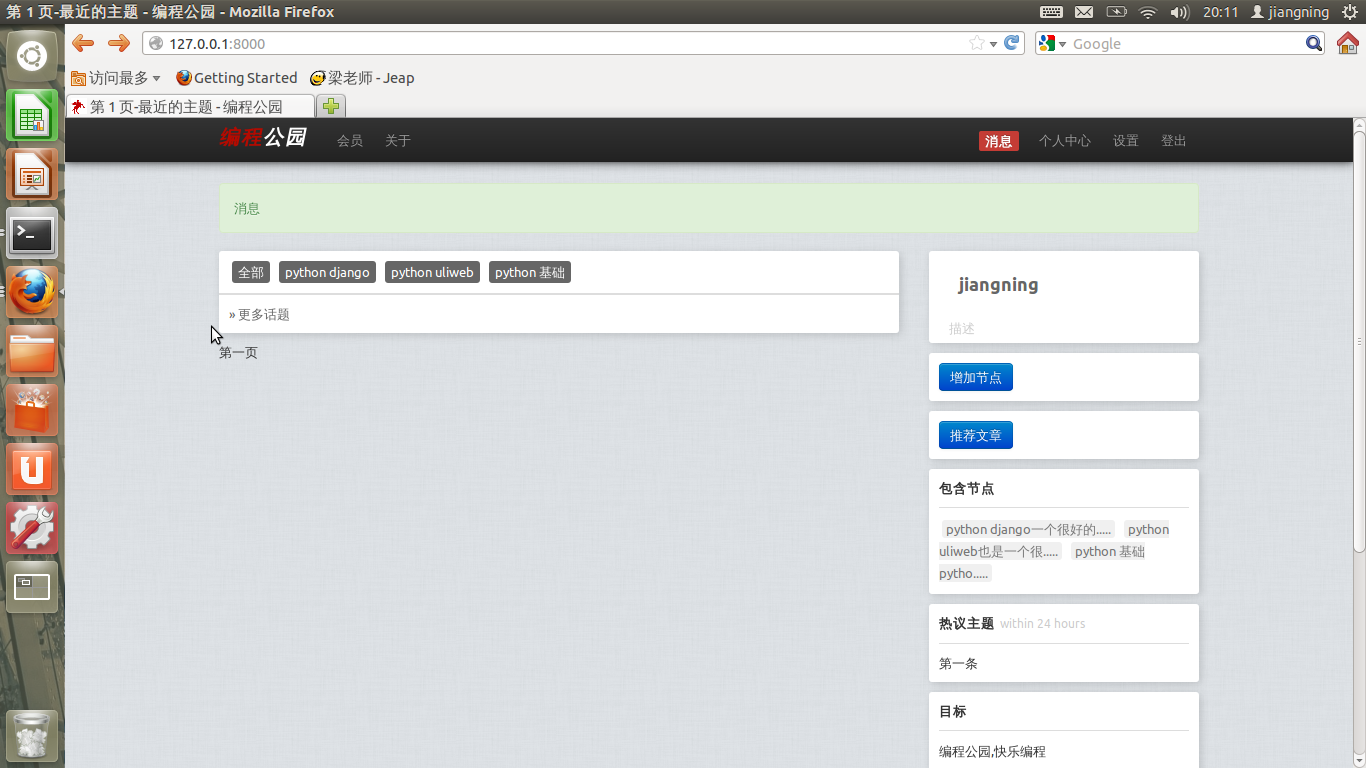 第 1 页-最近的主题 - 编程公园 - Mozilla Firefox
20:11 jiangning
127.0.0.1:8000
Google
访问最多 Getting Started 梁老师 - Jeap
第 1 页-最近的主题 - 编程公园
编程公园 会员 关于 消息 个人中心 设置 登出
消息
全部 python django python uliweb python 基础
» 更多话题
第一页
jiangning
描述
增加节点
推荐文章
包含节点
python django一个很好的..... python
uliweb也是一个很..... python 基础
pytho.....
热议主题 within 24 hours
第一条
目标
编程公园,快乐编程